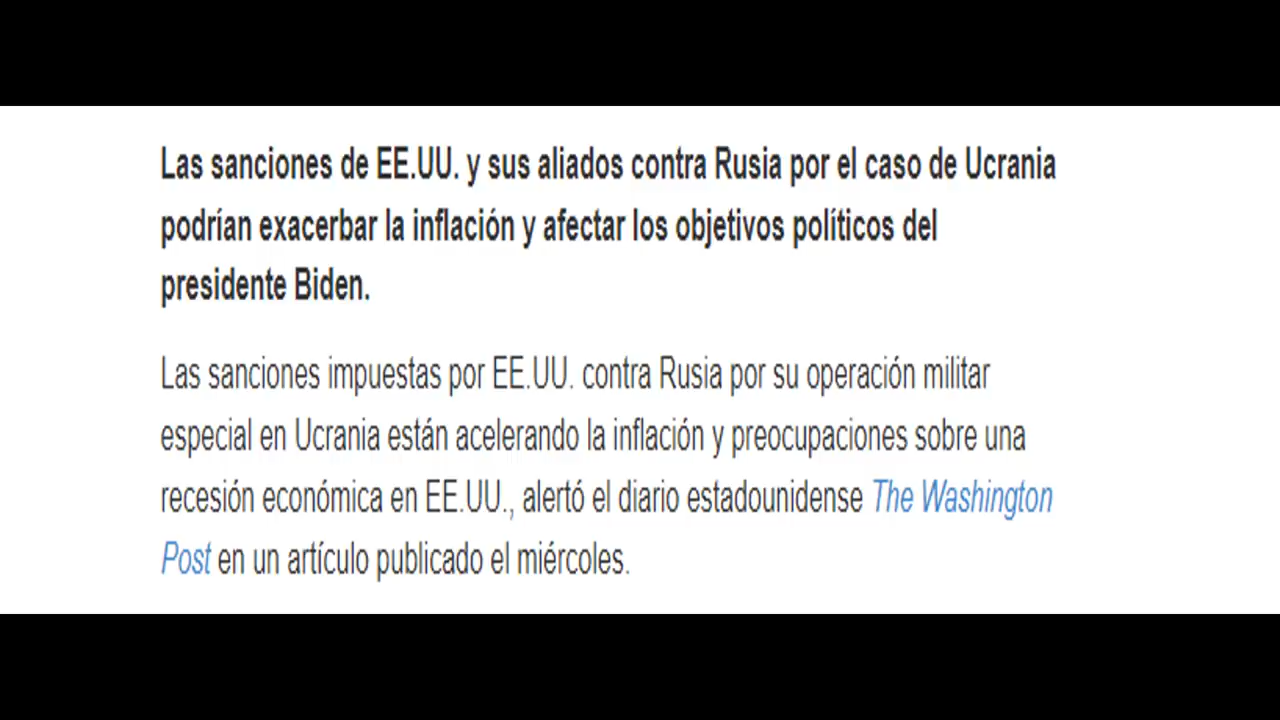 Las sanciones de EE.UU. y sus aliados contra Rusia por el caso de Ucrania
podrían exacerbar la inflación y afectar los objetivos políticos del
presidente Biden.
Las sanciones impuestas por EE.UU. contra Rusia por su operación militar
especial en Ucrania están acelerando la inflación y preocupaciones sobre una
recesión económica en EE.UU., alertó el diario estadounidense The Washington
Post en un artículo publicado el miércoles.